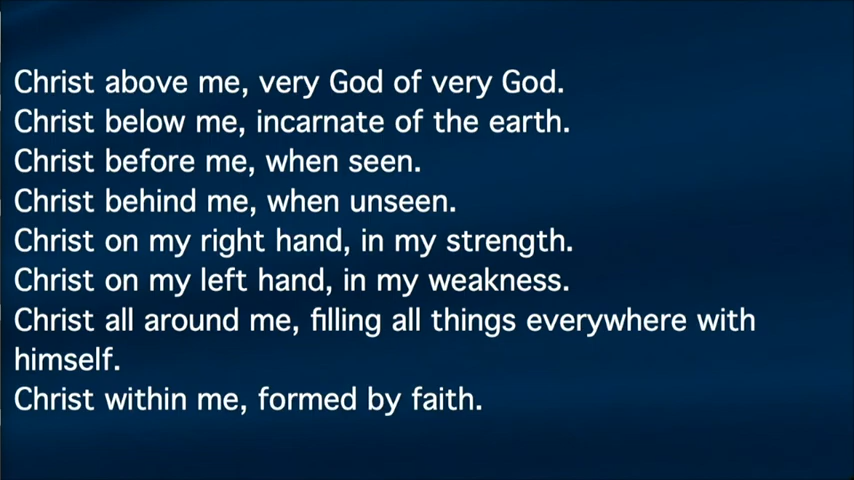 Christ above me, very God of very God.
Christ below me, incarnate of the earth.
Christ before me, when seen.
Christ behind me, when unseen.
Christ on my right hand, in my strength.
Christ on my left hand, in my weakness.
Christ all around me, filling all things everywhere with
himself.
Christ within me, formed by faith.